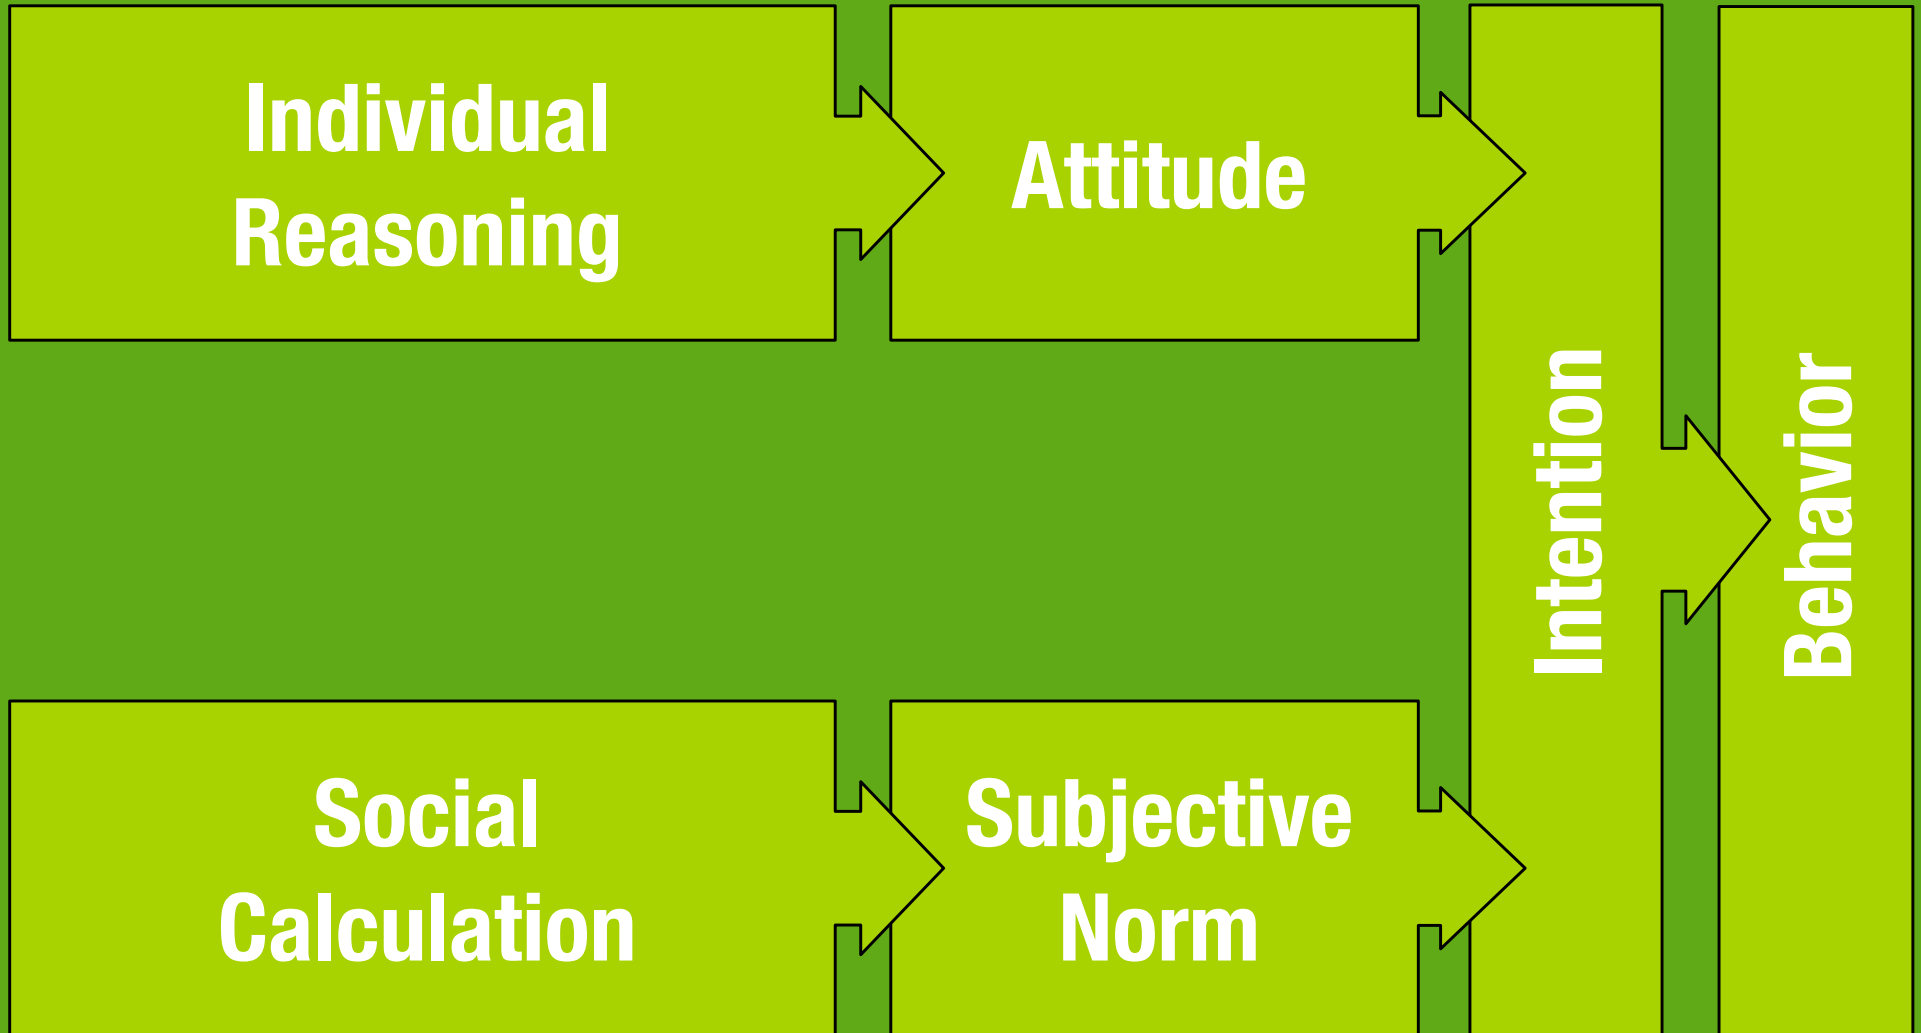 Individual
Reasoning
Attitude
Intention
Behavior
Social
Calculation
Subjective
Norm